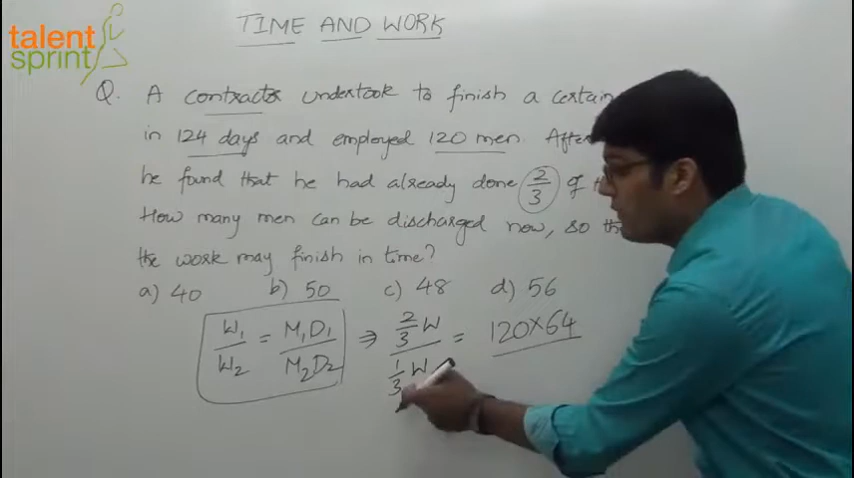 talent
sprint
TIME AND WORK
Q. A contractor undertook to finish a certain
in 124 days and employed 120 men. After
he found that he had already done 2/3 of
How many men can be discharged now, so
the work may finish in time?
a) 40 b) 50 c) 48 d) 56
W₁/W₂ = M₁D₁/M₂D₂ ⇒ (2/3 W)/(1/3 W) = 120×64